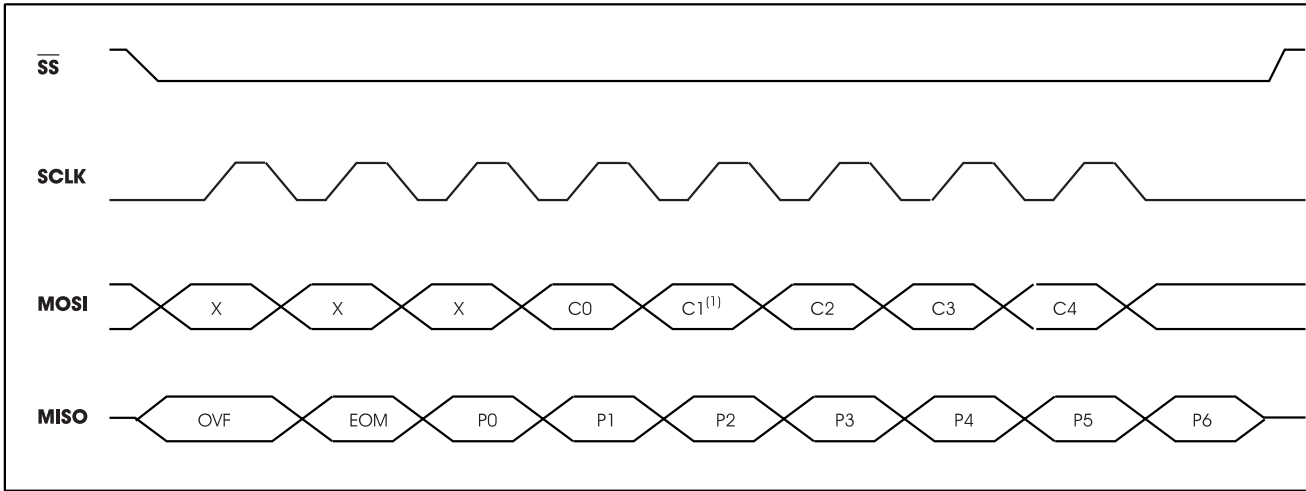 SS
SCLK
MOSI X X X C0 C1(1) C2 C3 C4
MISO OVF EOM P0 P1 P2 P3 P4 P5 P6